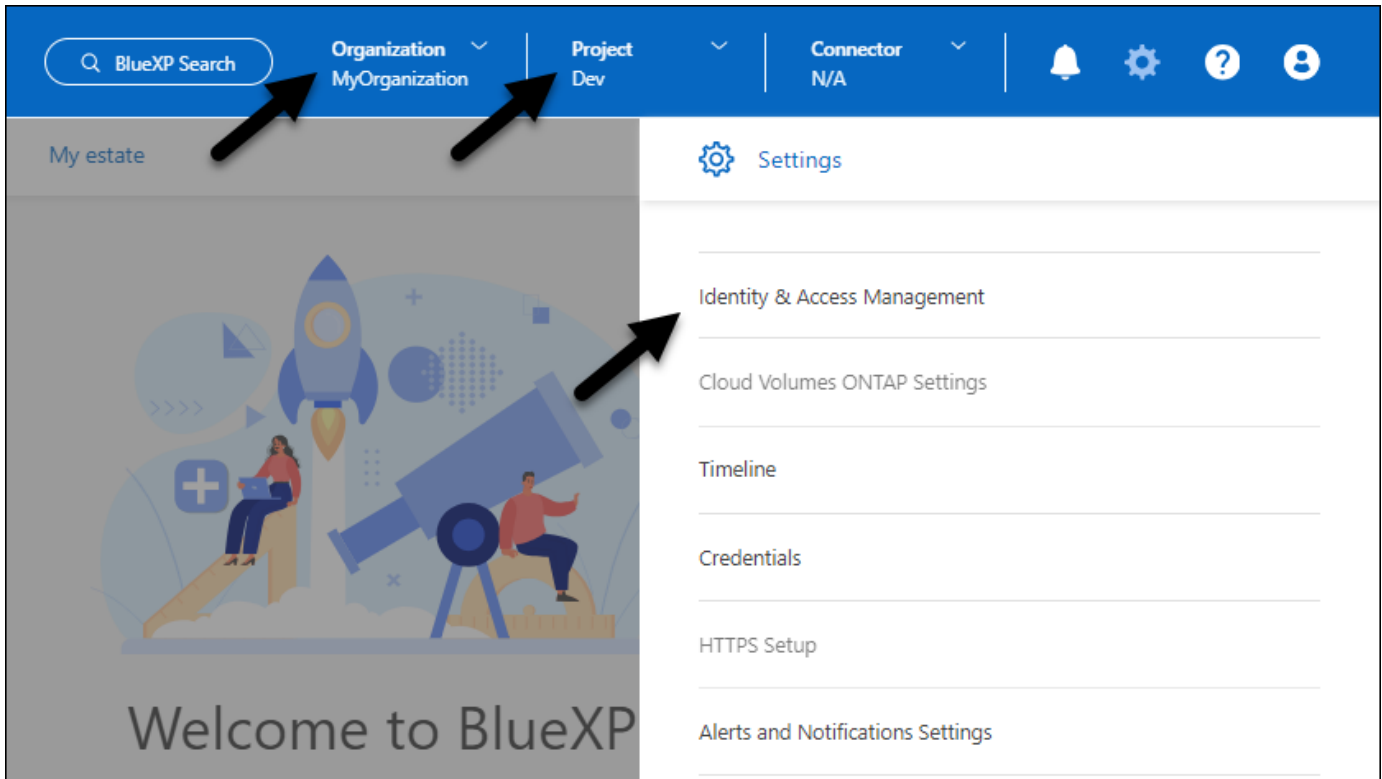 BlueXP Search
Organization
MyOrganization
Project
Dev
Connector
N/A
My estate
Settings
Identity & Access Management
Cloud Volumes ONTAP Settings
Timeline
Credentials
HTTPS Setup
Welcome to BlueXP
Alerts and Notifications Settings